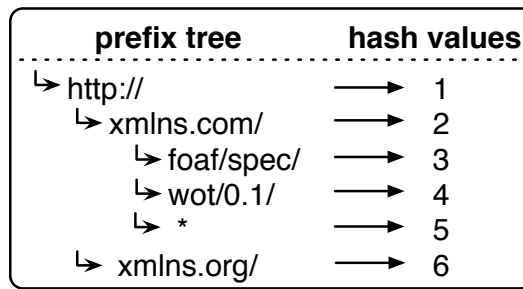 prefix tree hash values
http:// 1
xmlns.com/ 2
foaf/spec/ 3
wot/0.1/ 4
* 5
xmlns.org/ 6